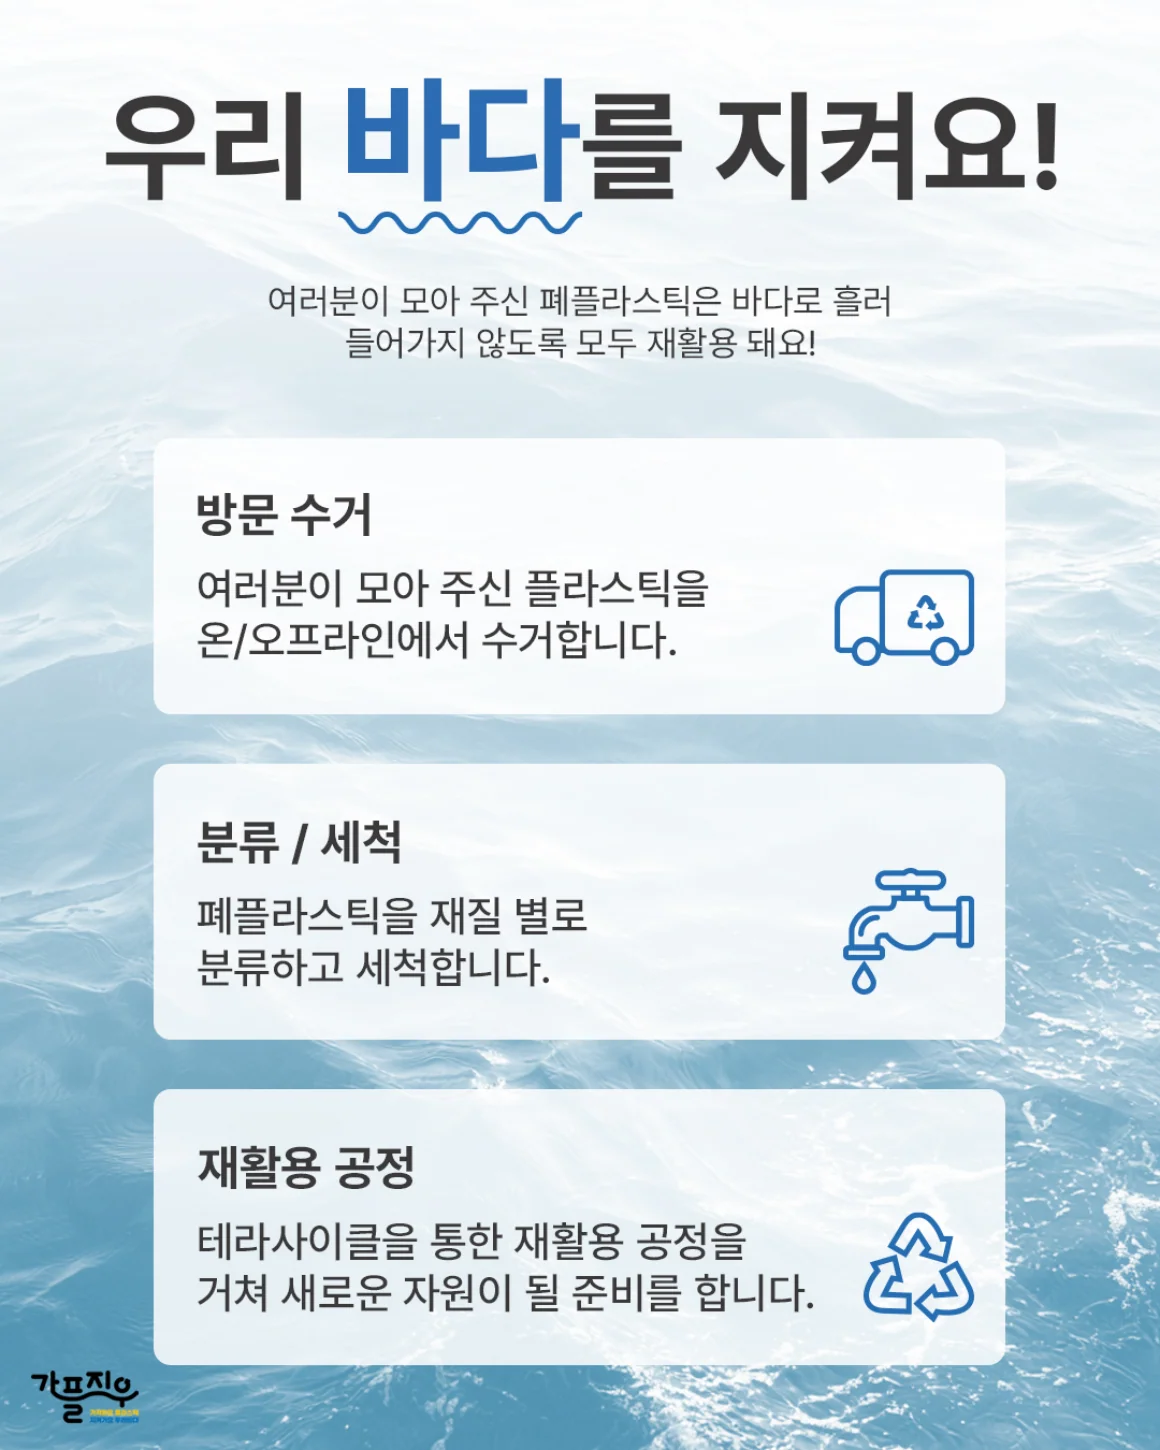 우리 바다를 지켜요!
여러분이 모아 주신 폐플라스틱은 바다로 흘러
들어가지 않도록 모두 재활용 돼요!
방문 수거
여러분이 모아 주신 플라스틱을
온/오프라인에서 수거합니다.
분류 / 세척
폐플라스틱을 재질 별로
분류하고 세척합니다.
재활용 공정
테라사이클을 통한 재활용 공정을
거쳐 새로운 자원이 될 준비를 합니다.
가플지우